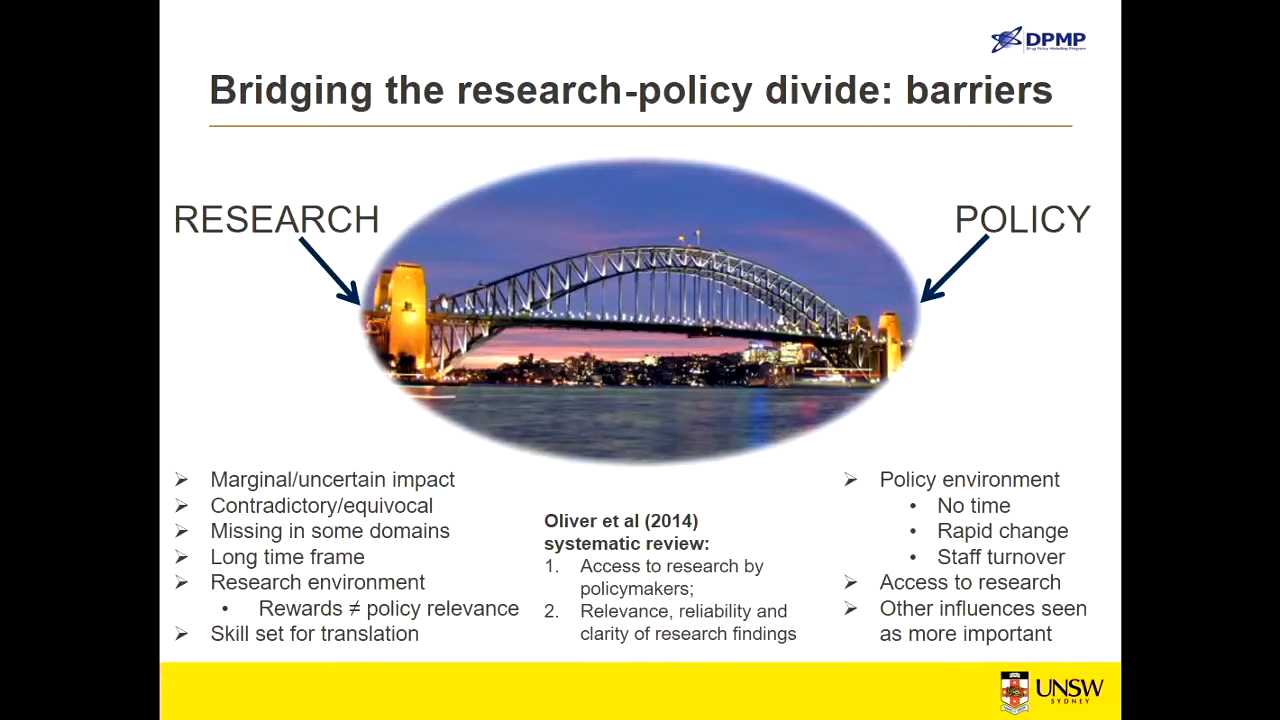 DPMP
Drug Policy Modelling Program
Bridging the research-policy divide: barriers
RESEARCH
POLICY
➢ Marginal/uncertain impact
➢ Contradictory/equivocal
➢ Missing in some domains
➢ Long time frame
➢ Research environment
• Rewards ≠ policy relevance
➢ Skill set for translation
Oliver et al (2014)
systematic review:
1. Access to research by
policymakers;
2. Relevance, reliability and
clarity of research findings
➢ Policy environment
• No time
• Rapid change
• Staff turnover
➢ Access to research
➢ Other influences seen
as more important
UNSW
SYDNEY